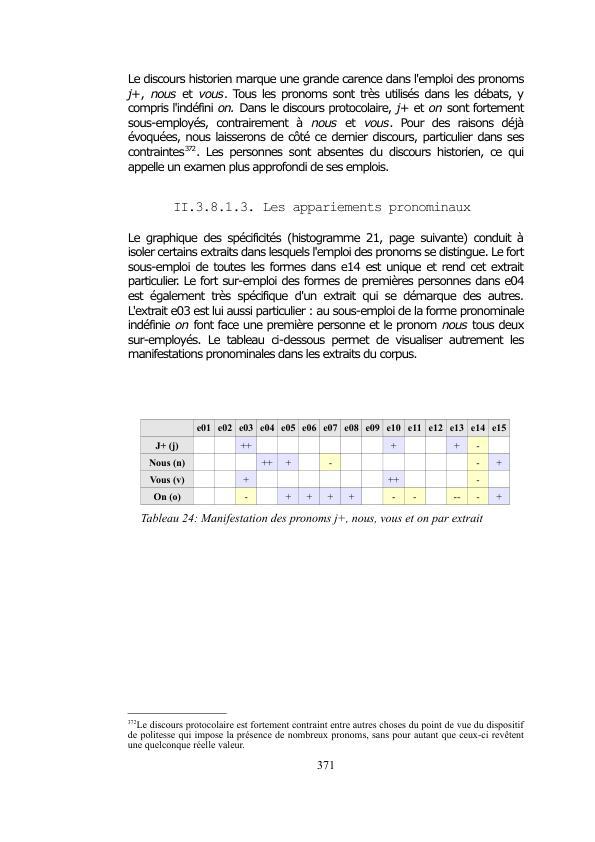 Le discours historien marque une grande carence dans l'emploi des pronoms
j+, nous et vous. Tous les pronoms sont très utilisés dans les débats, y
compris l'indéfini on. Dans le discours protocolaire, j+ et on sont fortement
sous-employés, contrairement à nous et vous. Pour des raisons déjà
évoquées, nous laisserons de côté ce dernier discours, particulier dans ses
contraintes372. Les personnes sont absentes du discours historien, ce qui
appelle un examen plus approfondi de ses emplois.
II.3.8.1.3. Les appariements pronominaux
Le graphique des spécificités (histogramme 21, page suivante) conduit à
isoler certains extraits dans lesquels l'emploi des pronoms se distingue. Le fort
sous-emploi de toutes les formes dans e14 est unique et rend cet extrait
particulier. Le fort sur-emploi des formes de premières personnes dans e04
est également très spécifique d'un extrait qui se démarque des autres.
L'extrait e03 est lui aussi particulier : au sous-emploi de la forme pronominale
indéfinie on font face une première personne et le pronom nous tous deux
sur-employés. Le tableau ci-dessous permet de visualiser autrement les
manifestations pronominales dans les extraits du corpus.
e01 e02 e03 e04 e05 e06 e07 e08 e09 e10 e11 e12 e13 e14 e15
J+ (j) ++ + + -
Nous (n) ++ + - - +
Vous (v) + ++ -
On (o) - + + + + - - -- - +
Tableau 24: Manifestation des pronoms j+, nous, vous et on par extrait
372Le discours protocolaire est fortement contraint entre autres choses du point de vue du dispositif
de politesse qui impose la présence de nombreux pronoms, sans pour autant que ceux-ci revêtent
une quelconque réelle valeur.
371